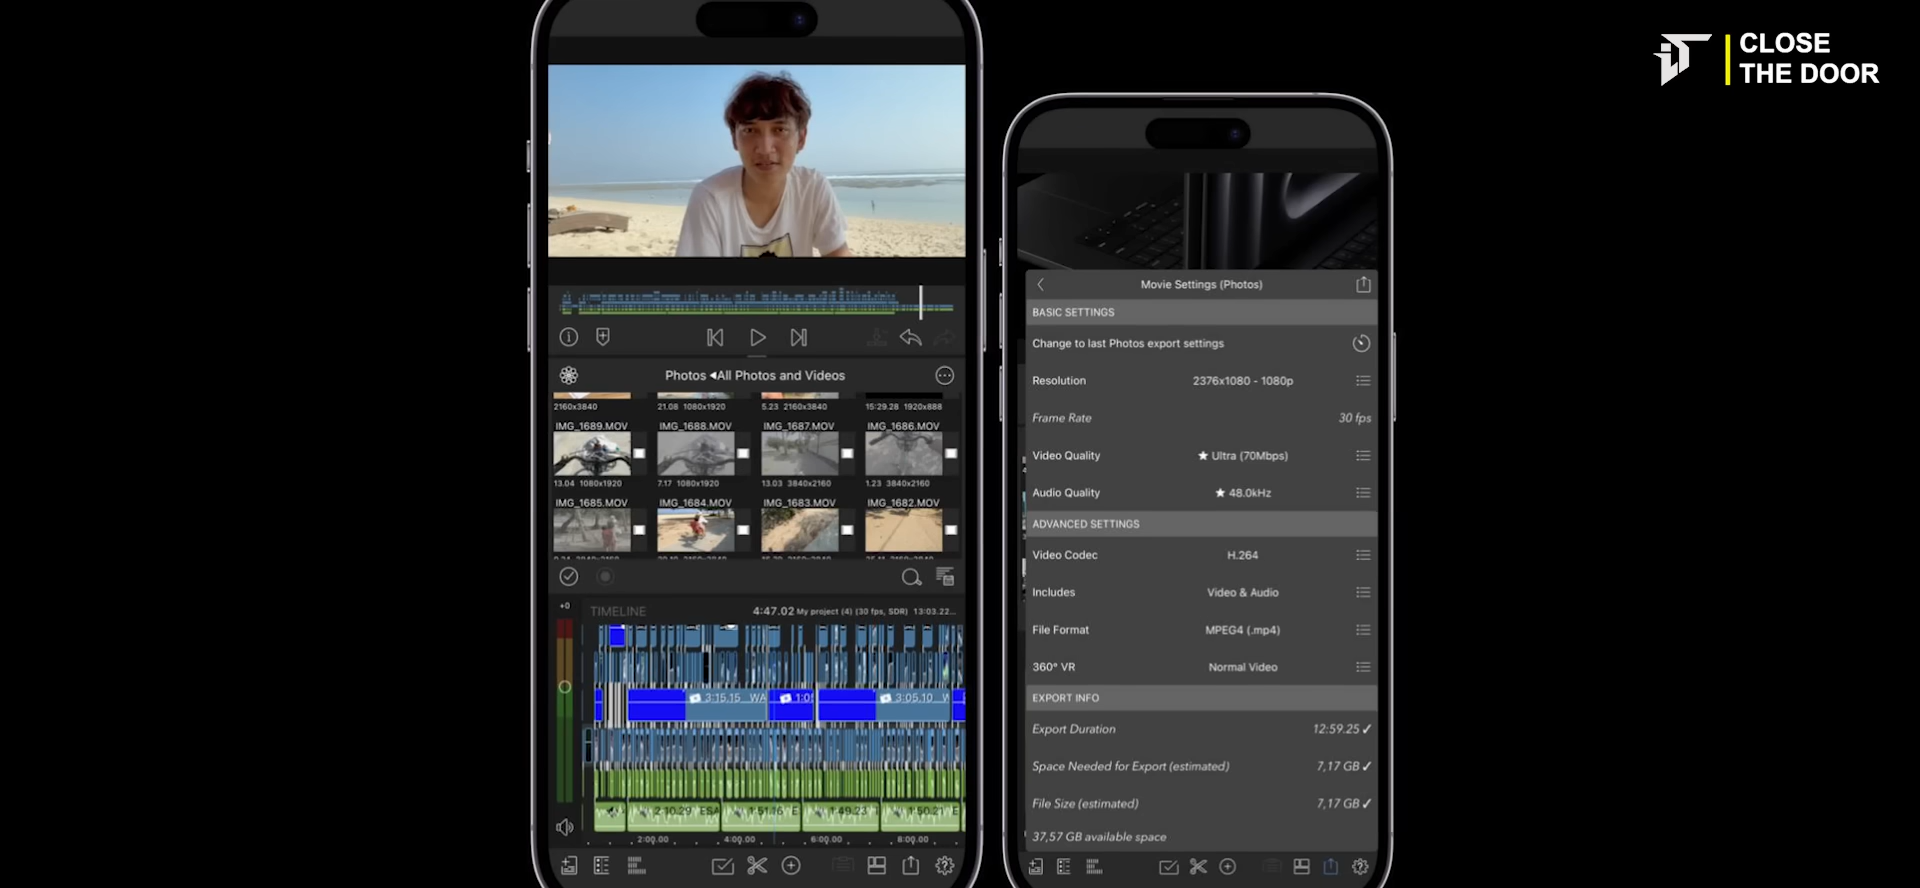 CLOSE
THE DOOR
Photos ◀All Photos and Videos
2160x3840
21.08 1080x1920
5.23 2160x3840
15:29.28 1920x888
IMG_1689.MOV
IMG_1688.MOV
IMG_1687.MOV
IMG_1686.MOV
13.04 1080x1920
7.17 1080x1920
13.03 3840x2160
1.23 3840x2160
IMG_1685.MOV
IMG_1684.MOV
IMG_1683.MOV
IMG_1682.MOV
+0
TIMELINE
4:47.02 My project (4) (30 fps, SDR) 13:03.22...
3:15.15 WA
1:0
3:05.10
2:10.29 ESA
1:51.16 E
1:49.23
1:50.2
2:00.00
4:00.00
6:00.00
8:00.00
Movie Settings (Photos)
BASIC SETTINGS
Change to last Photos export settings
Resolution 2376x1080 - 1080p
Frame Rate 30 fps
Video Quality ★ Ultra (70Mbps)
Audio Quality ★ 48.0kHz
ADVANCED SETTINGS
Video Codec H.264
Includes Video & Audio
File Format MPEG4 (.mp4)
360° VR Normal Video
EXPORT INFO
Export Duration 12:59.25 ✓
Space Needed for Export (estimated) 7,17 GB ✓
File Size (estimated) 7,17 GB ✓
37,57 GB available space